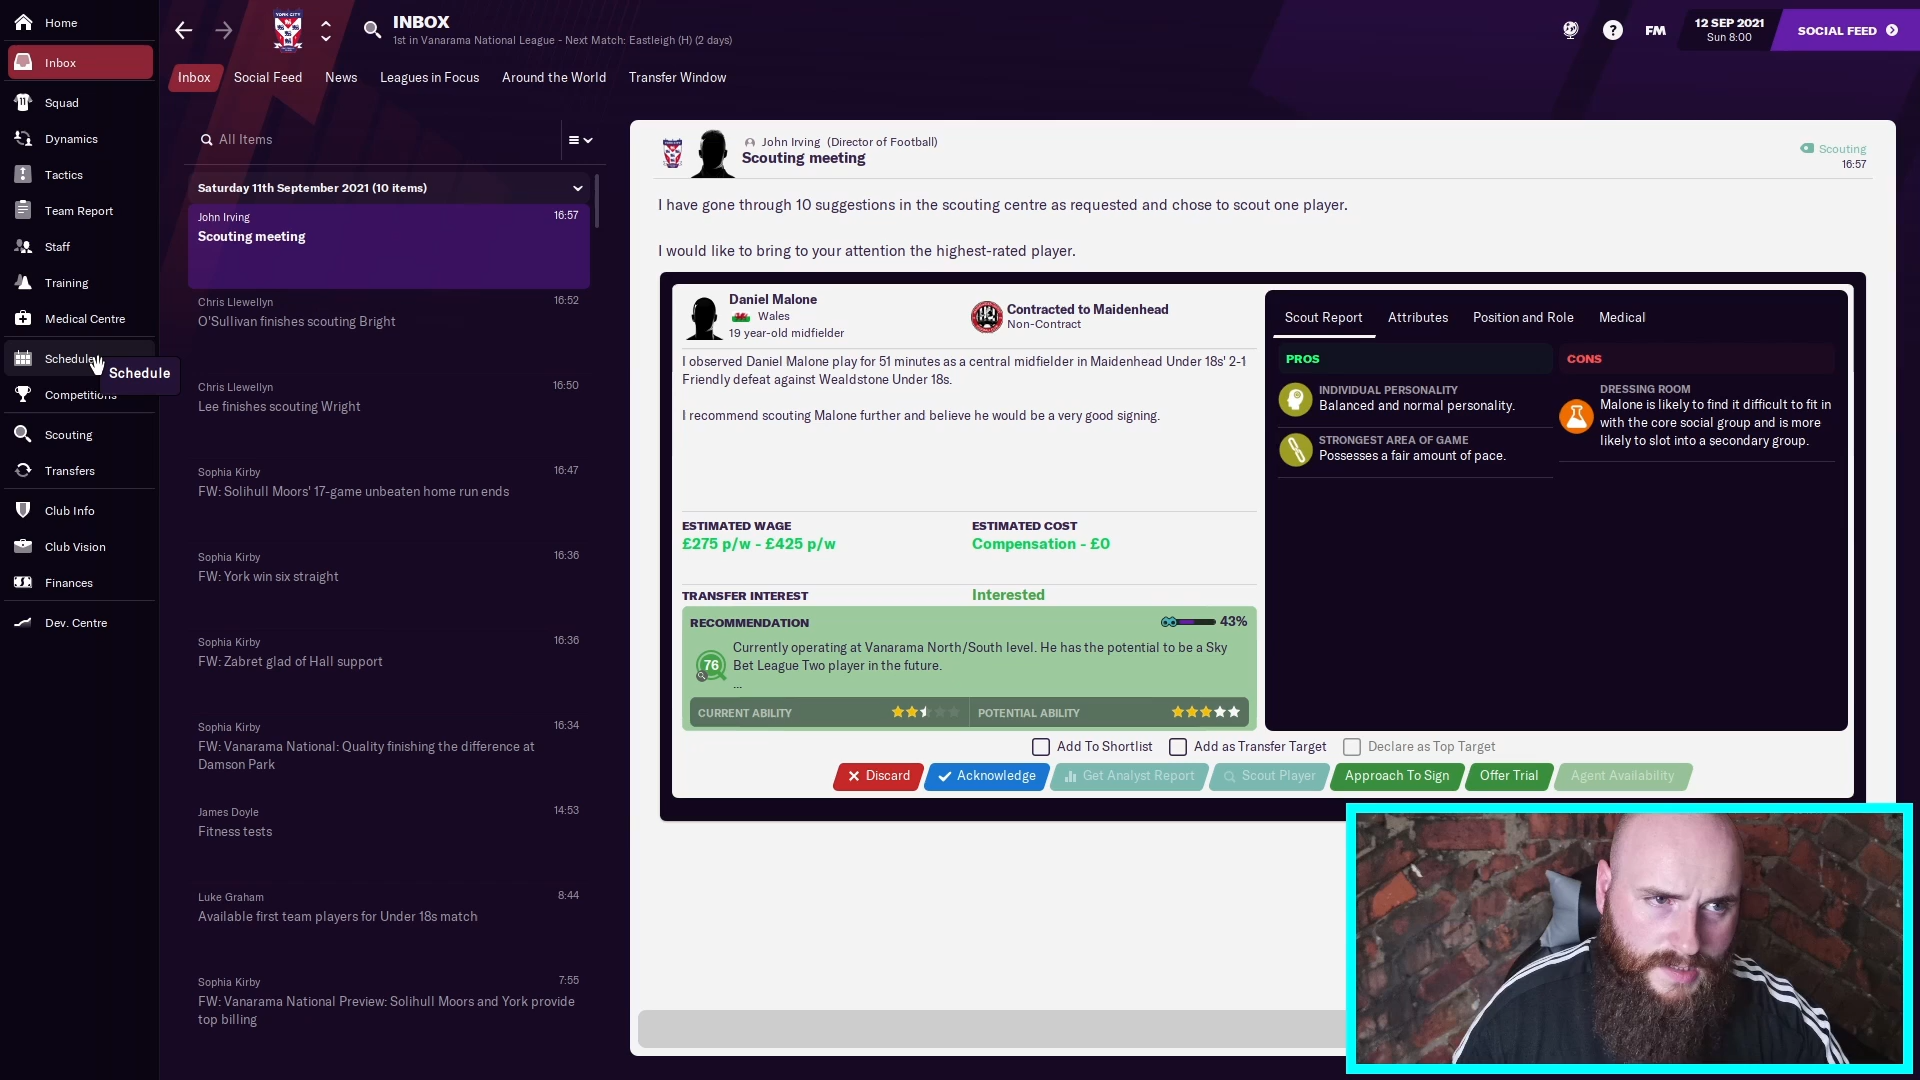 Home
Inbox
Squad
Dynamics
Tactics
Team Report
Staff
Training
Medical Centre
Schedule
Schedule
Scouting
Transfers
Club Info
Club Vision
Finances
Dev. Centre
YORK CITY
INBOX
1st in Vanarama National League - Next Match: Eastleigh (H) (2 days)
FM
12 SEP 2021
Sun 8:00
SOCIAL FEED
Inbox
Social Feed
News
Leagues in Focus
Around the World
Transfer Window
All Items
Saturday 11th September 2021 (10 items)
John Irving 16:57
Scouting meeting
Chris Llewellyn 16:52
O'Sullivan finishes scouting Bright
Chris Llewellyn 16:50
Lee finishes scouting Wright
Sophia Kirby 16:47
FW: Solihull Moors' 17-game unbeaten home run ends
Sophia Kirby 16:36
FW: York win six straight
Sophia Kirby 16:36
FW: Zabret glad of Hall support
Sophia Kirby 16:34
FW: Vanarama National: Quality finishing the difference at
Damson Park
James Doyle 14:53
Fitness tests
Luke Graham 8:44
Available first team players for Under 18s match
Sophia Kirby 7:55
FW: Vanarama National Preview: Solihull Moors and York provide
top billing
John Irving (Director of Football)
Scouting meeting
Scouting
16:57
I have gone through 10 suggestions in the scouting centre as requested and chose to scout one player.
I would like to bring to your attention the highest-rated player.
Daniel Malone
Wales
19 year-old midfielder
Contracted to Maidenhead
Non-Contract
I observed Daniel Malone play for 51 minutes as a central midfielder in Maidenhead Under 18s' 2-1
Friendly defeat against Wealdstone Under 18s.
I recommend scouting Malone further and believe he would be a very good signing.
ESTIMATED WAGE
£275 p/w - £425 p/w
ESTIMATED COST
Compensation - £0
TRANSFER INTEREST
Interested
RECOMMENDATION
43%
76
Currently operating at Vanarama North/South level. He has the potential to be a Sky
Bet League Two player in the future.
...
CURRENT ABILITY
POTENTIAL ABILITY
Scout Report
Attributes
Position and Role
Medical
PROS
INDIVIDUAL PERSONALITY
Balanced and normal personality.
STRONGEST AREA OF GAME
Possesses a fair amount of pace.
CONS
DRESSING ROOM
Malone is likely to find it difficult to fit in
with the core social group and is more
likely to slot into a secondary group.
Add To Shortlist
Add as Transfer Target
Declare as Top Target
Discard
Acknowledge
Get Analyst Report
Scout Player
Approach To Sign
Offer Trial
Agent Availability